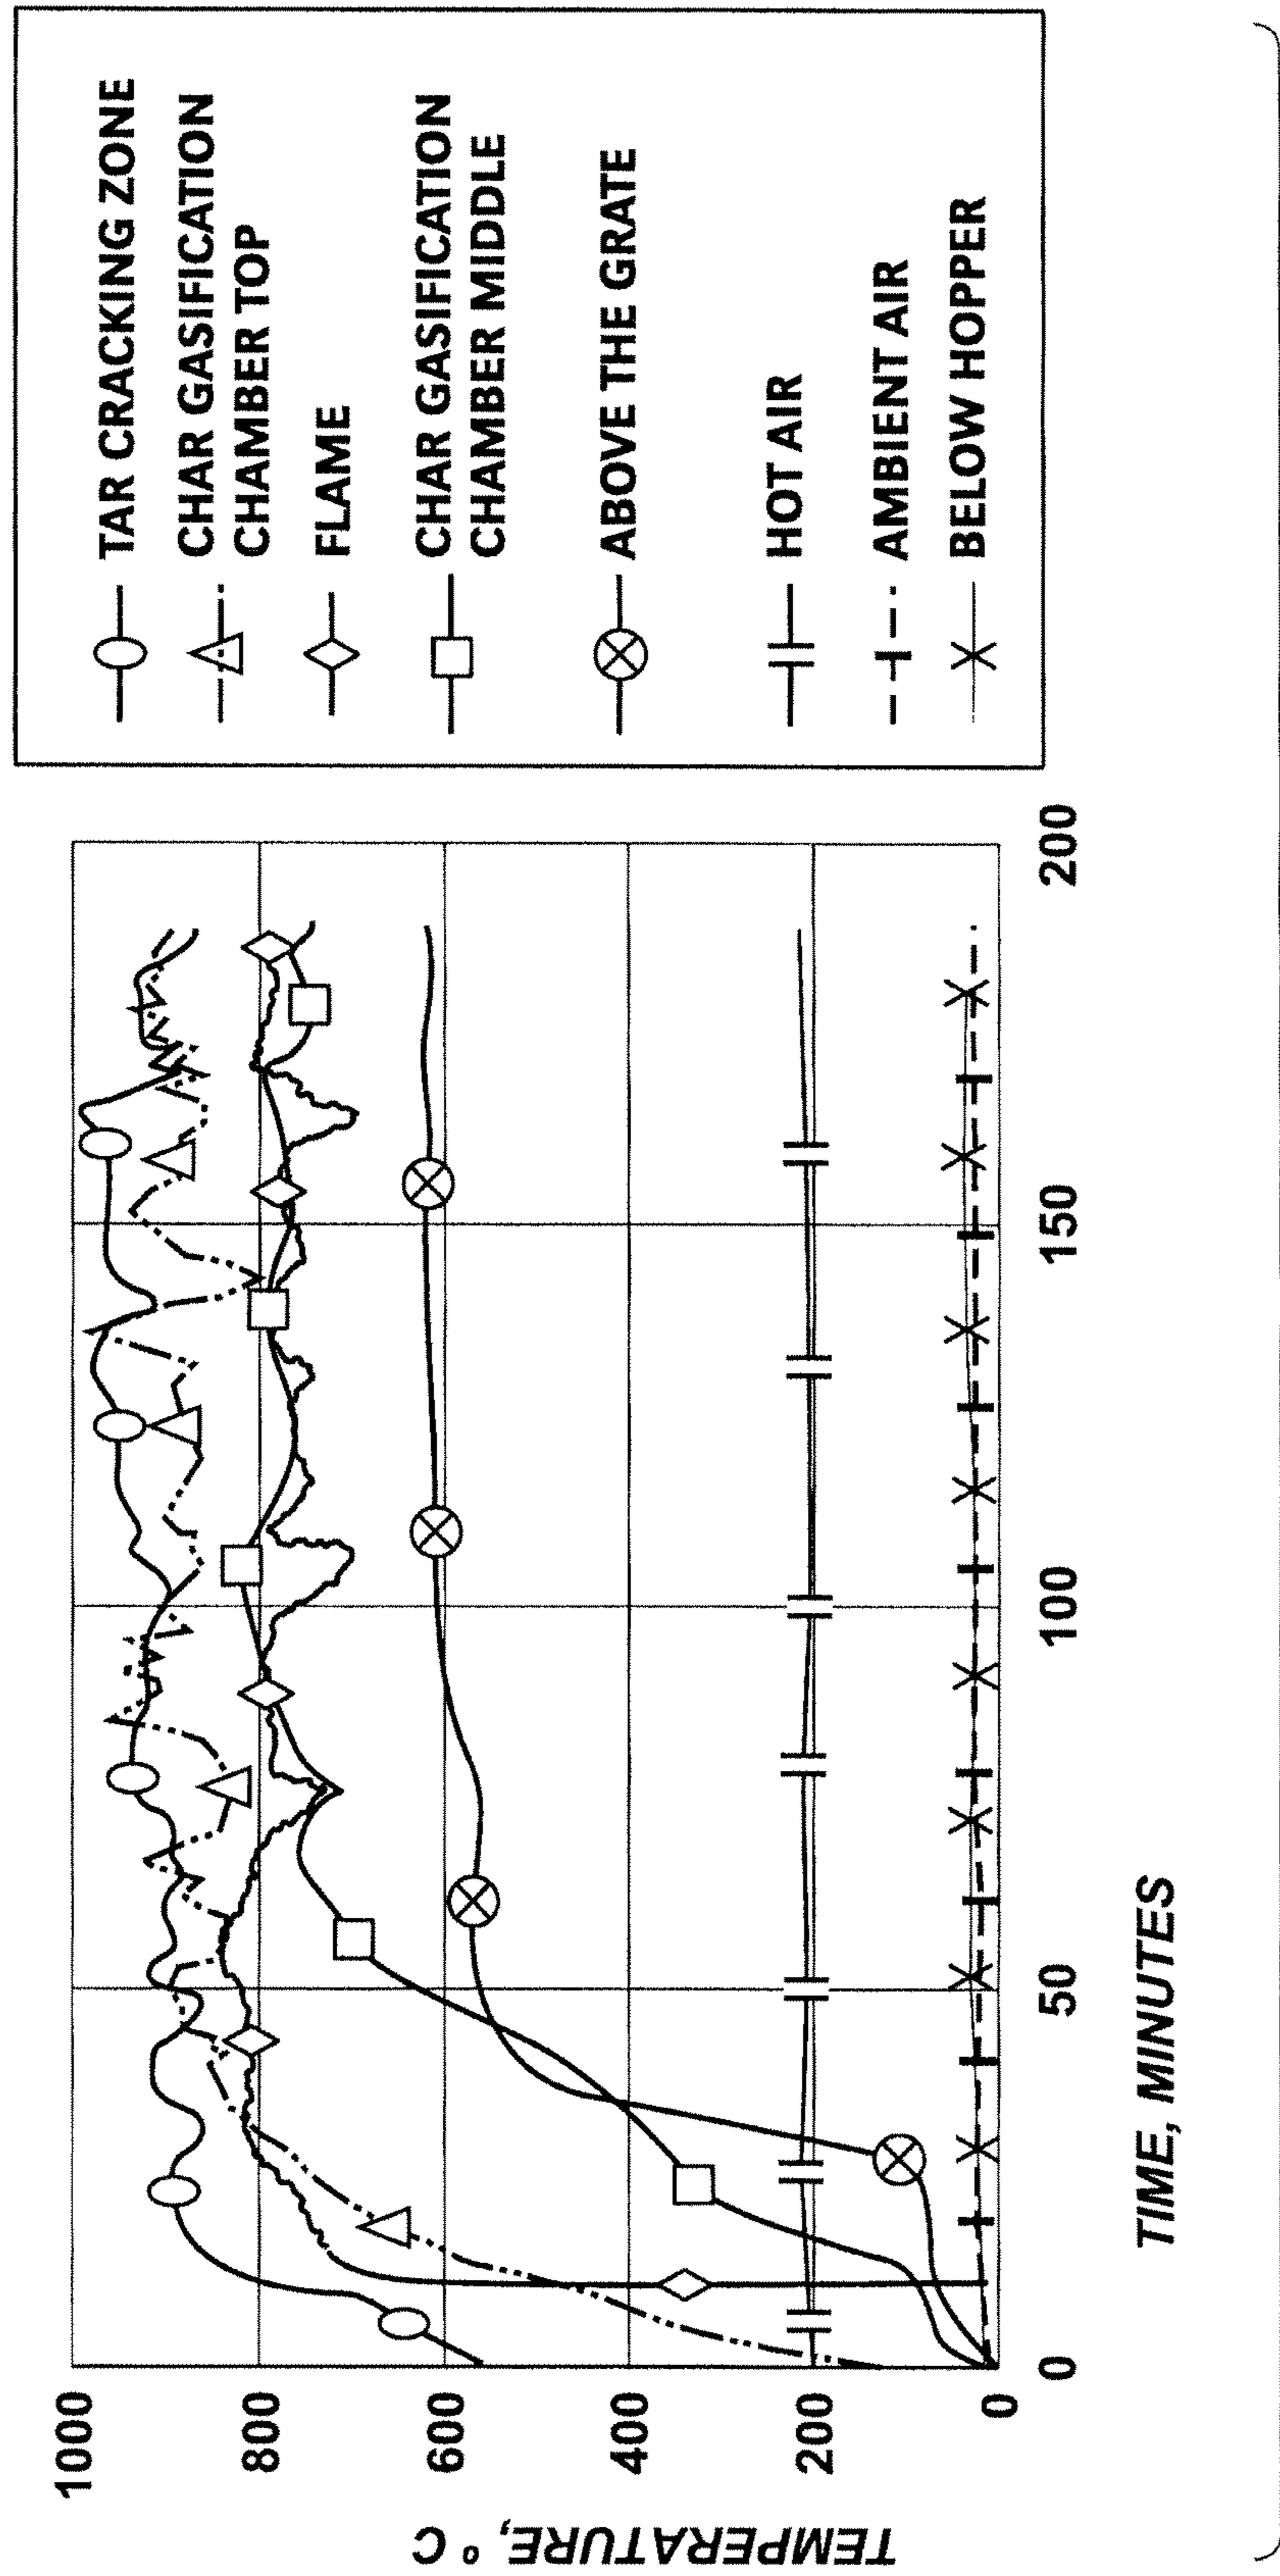 TEMPERATURE, °C
1000
800
600
400
200
0
0
50
100
150
200
TIME, MINUTES
TAR CRACKING ZONE
CHAR GASIFICATION
CHAMBER TOP
FLAME
CHAR GASIFICATION
CHAMBER MIDDLE
ABOVE THE GRATE
HOT AIR
AMBIENT AIR
BELOW HOPPER